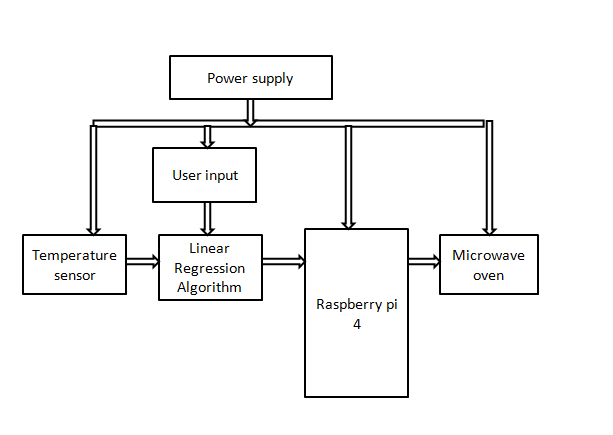 Power supply
User input
Temperature
sensor
Linear
Regression
Algorithm
Raspberry pi
4
Microwave
oven